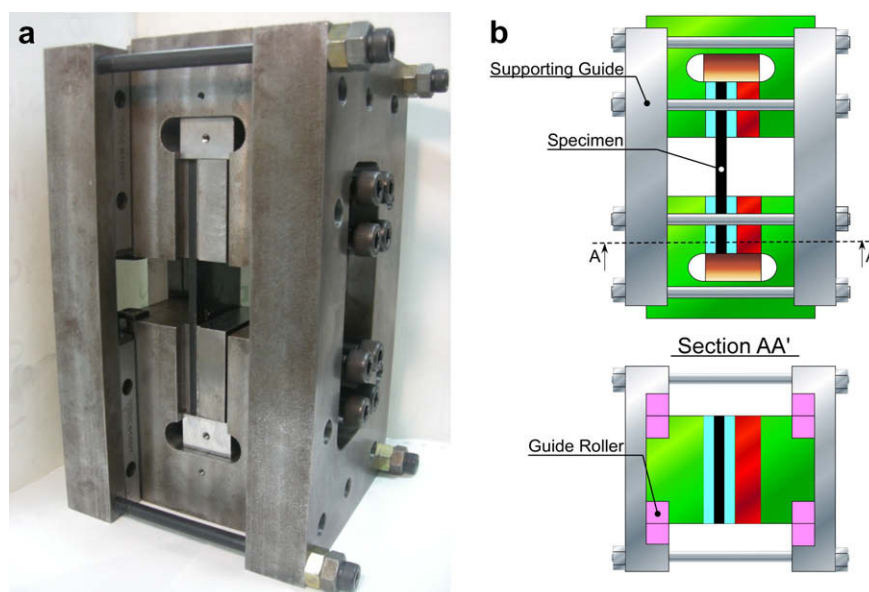 a
b
Supporting Guide
Specimen
A
A
Section AA'
Guide Roller